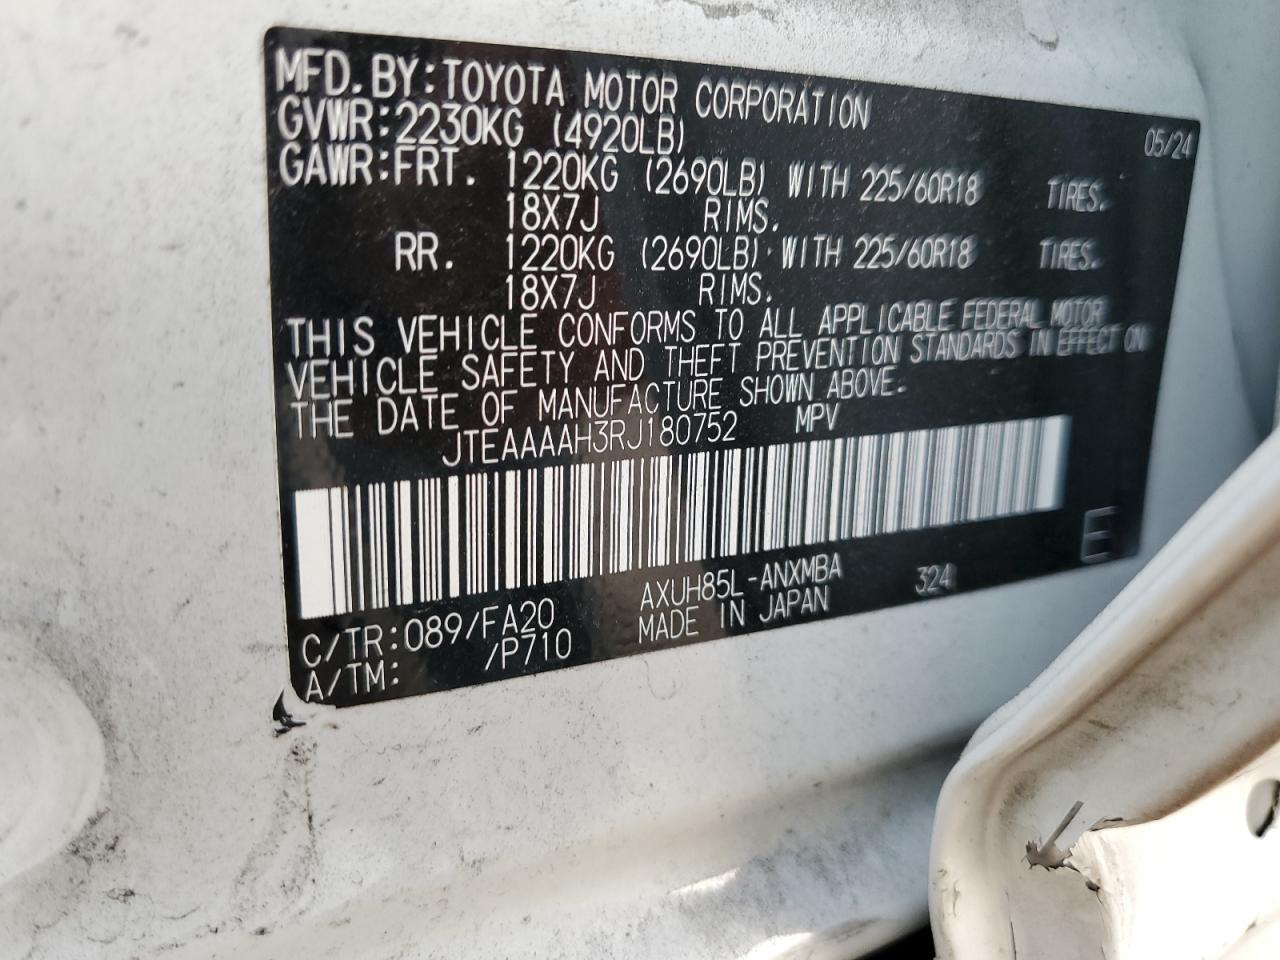 MFD.BY:TOYOTA MOTOR CORPORATION 05/24
GVWR:2230KG (4920LB)
GAWR:FRT. 1220KG (2690LB) WITH 225/60R18 TIRES.
18X7J RIMS.
RR. 1220KG (2690LB) WITH 225/60R18 TIRES.
18X7J RIMS.
THIS VEHICLE CONFORMS TO ALL APPLICABLE FEDERAL MOTOR
VEHICLE SAFETY AND THEFT PREVENTION STANDARDS IN EFFECT ON
THE DATE OF MANUFACTURE SHOWN ABOVE.
JTEAAAAH3RJ180752 MPV
E
C/TR:089/FA20 AXUH85L-ANXMBA 324
A/TM: /P710 MADE IN JAPAN